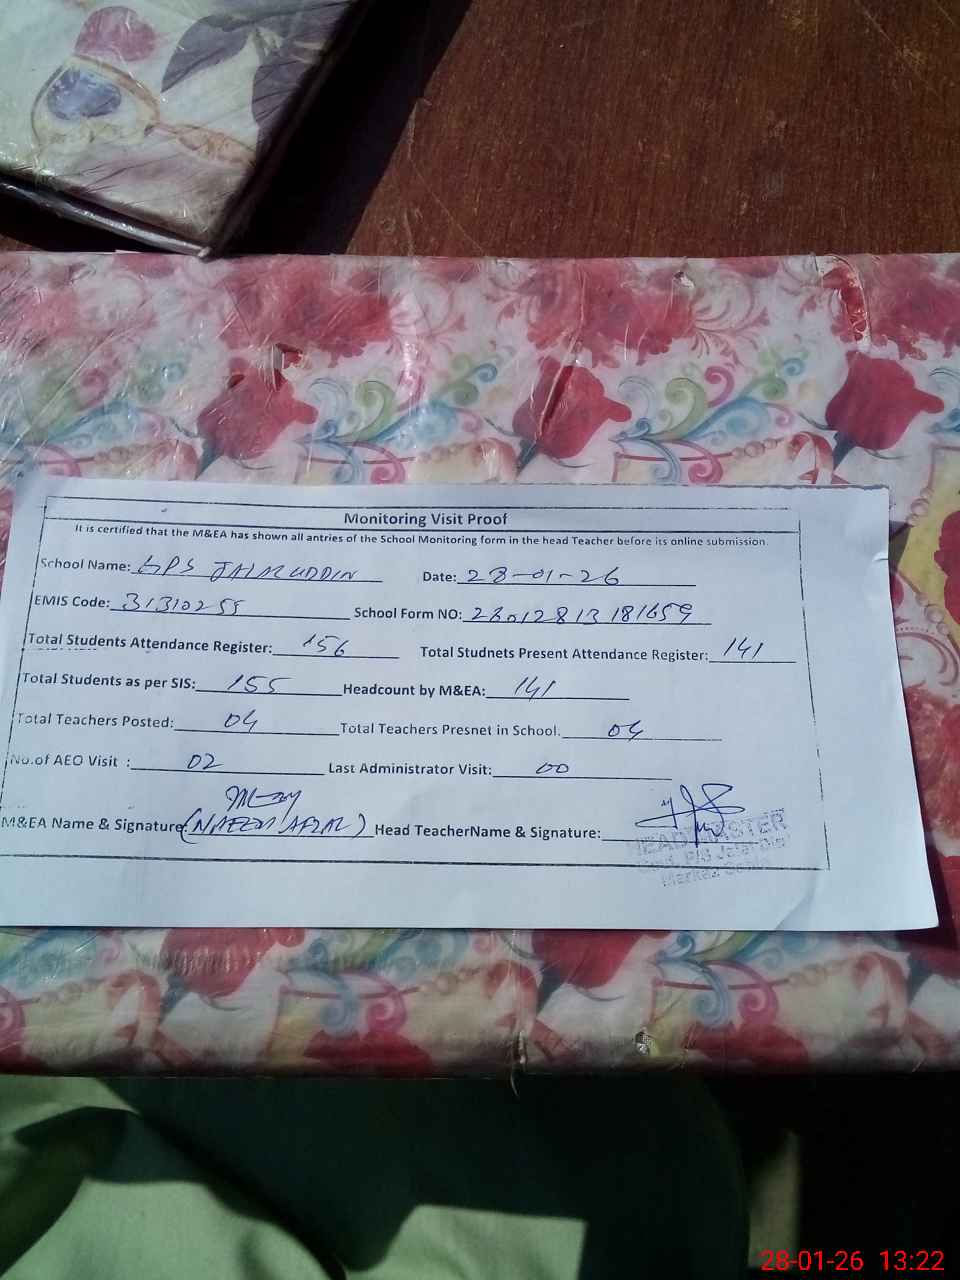 Monitoring Visit Proof
It is certified that the M&EA has shown all antries of the School Monitoring form in the head Teacher before its online submission.
School Name: GPS Date: 28-01-26
EMIS Code: 31310255 School Form NO: 28012813181659
Total Students Attendance Register: 156 Total Studnets Present Attendance Register: 141
Total Students as per SIS: 155 Headcount by M&EA: 141
Total Teachers Posted: 04 Total Teachers Presnet in School. 04
No.of AEO Visit : 02 Last Administrator Visit: 00
M&EA Name & Signature: (NAEEM AFZAL) Head TeacherName & Signature:
HEADMASTER
Markaz
28-01-26 13:22